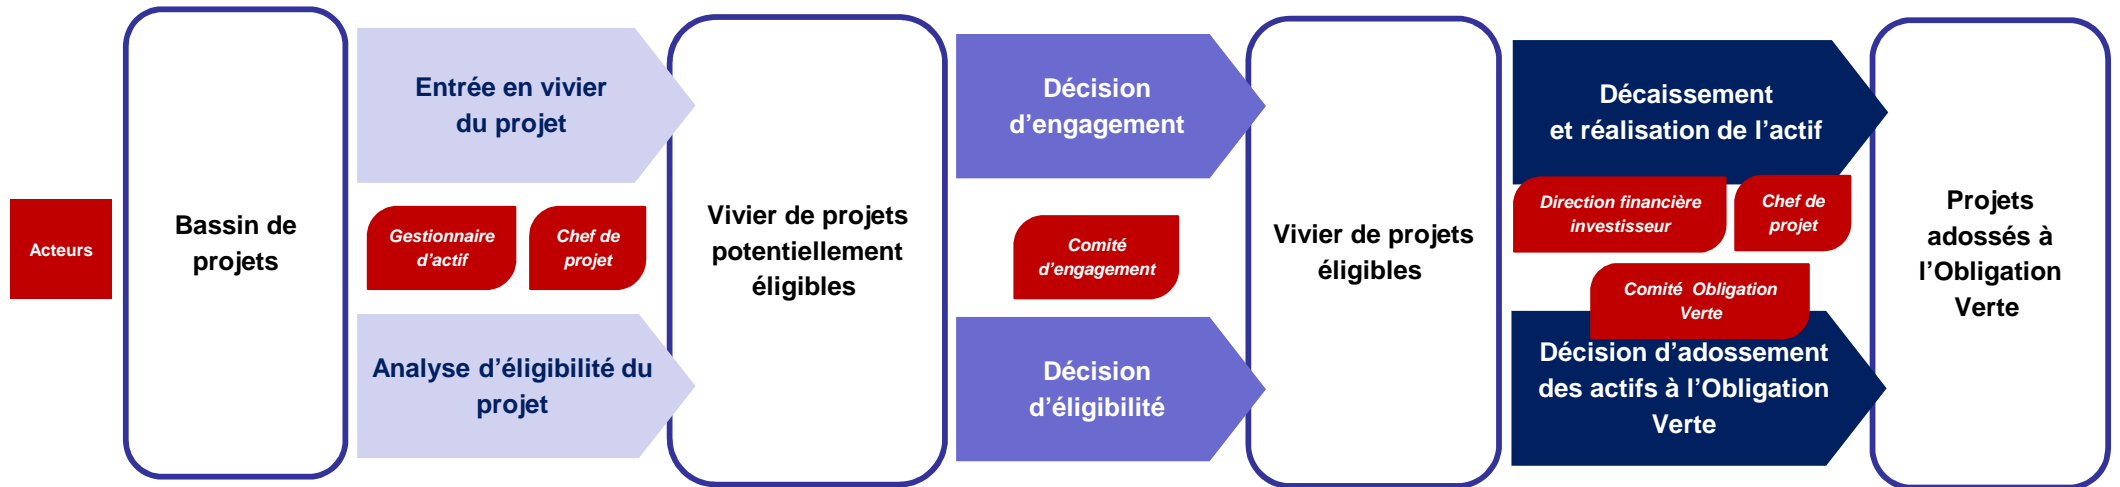 Acteurs
Bassin de
projets
Entrée en vivier
du projet
Gestionnaire
d’actif
Chef de
projet
Analyse d’éligibilité du
projet
Vivier de projets
potentiellement
éligibles
Décision
d’engagement
Comité
d’engagement
Décision
d’éligibilité
Vivier de projets
éligibles
Décaissement
et réalisation de l’actif
Direction financière
investisseur
Chef de
projet
Comité Obligation
Verte
Décision d’adossement
des actifs à l’Obligation
Verte
Projets
adossés à
l’Obligation
Verte